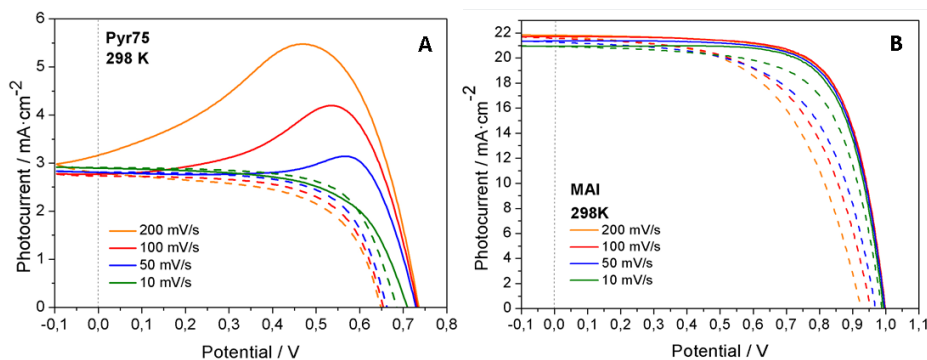 Photocurrent / mA·cm-2
6
5
4
3
2
1
0
Pyr75
298 K
A
200 mV/s
100 mV/s
50 mV/s
10 mV/s
-0,1 0,0 0,1 0,2 0,3 0,4 0,5 0,6 0,7 0,8
Potential / V
Photocurrent / mA·cm-2
22
20
18
16
14
12
10
8
6
4
2
0
B
MAI
298K
200 mV/s
100 mV/s
50 mV/s
10 mV/s
-0,1 0,0 0,1 0,2 0,3 0,4 0,5 0,6 0,7 0,8 0,9 1,0 1,1
Potential / V